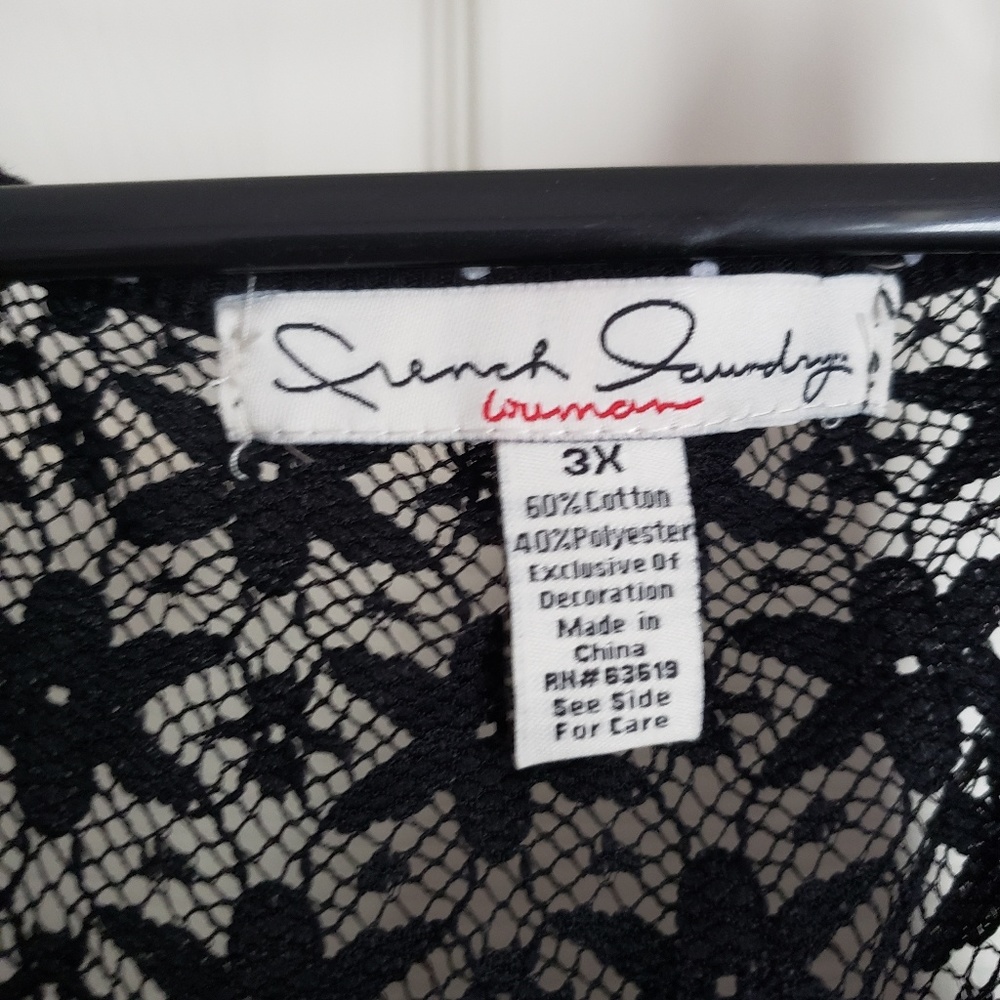 French Laundry
Woman
3X
60%Cotton
40%Polyester
Exclusive Of
Decoration
Made in
China
RN#63619
See Side
For Care